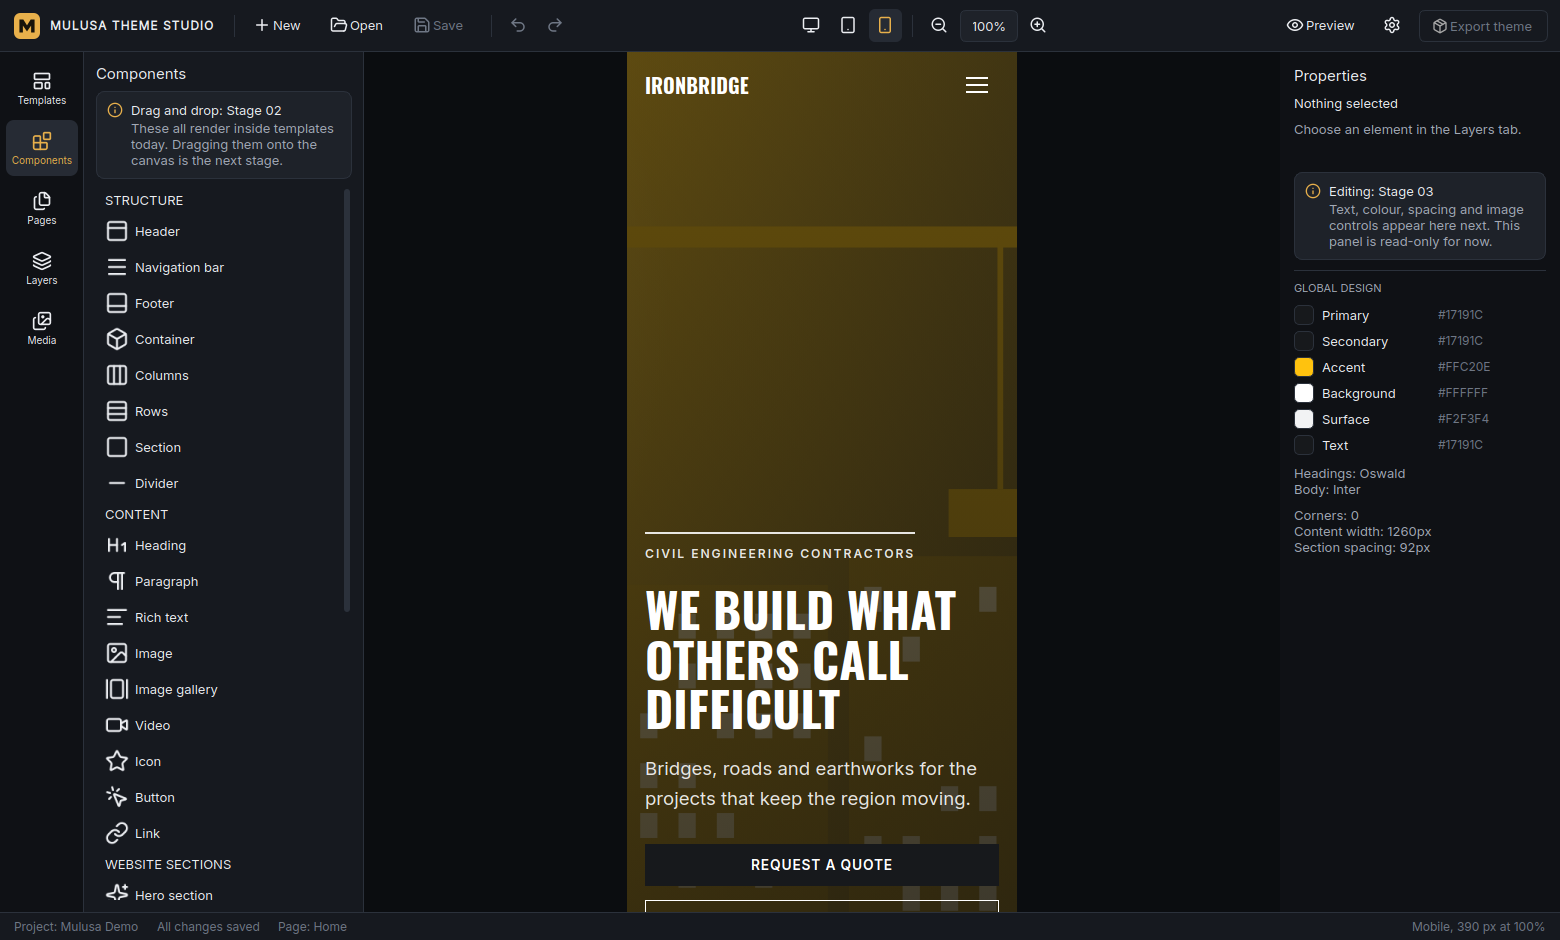 M MULUSA THEME STUDIO
New
Open
Save
100%
Preview
Export theme
Templates
Components
Pages
Layers
Media
Components
Drag and drop: Stage 02
These all render inside templates
today. Dragging them onto the
canvas is the next stage.
STRUCTURE
Header
Navigation bar
Footer
Container
Columns
Rows
Section
Divider
CONTENT
H1 Heading
Paragraph
Rich text
Image
Image gallery
Video
Icon
Button
Link
WEBSITE SECTIONS
Hero section
IRONBRIDGE
CIVIL ENGINEERING CONTRACTORS
WE BUILD WHAT
OTHERS CALL
DIFFICULT
Bridges, roads and earthworks for the
projects that keep the region moving.
REQUEST A QUOTE
Properties
Nothing selected
Choose an element in the Layers tab.
Editing: Stage 03
Text, colour, spacing and image
controls appear here next. This
panel is read-only for now.
GLOBAL DESIGN
Primary #17191C
Secondary #17191C
Accent #FFC20E
Background #FFFFFF
Surface #F2F3F4
Text #17191C
Headings: Oswald
Body: Inter
Corners: 0
Content width: 1260px
Section spacing: 92px
Project: Mulusa Demo
All changes saved
Page: Home
Mobile, 390 px at 100%